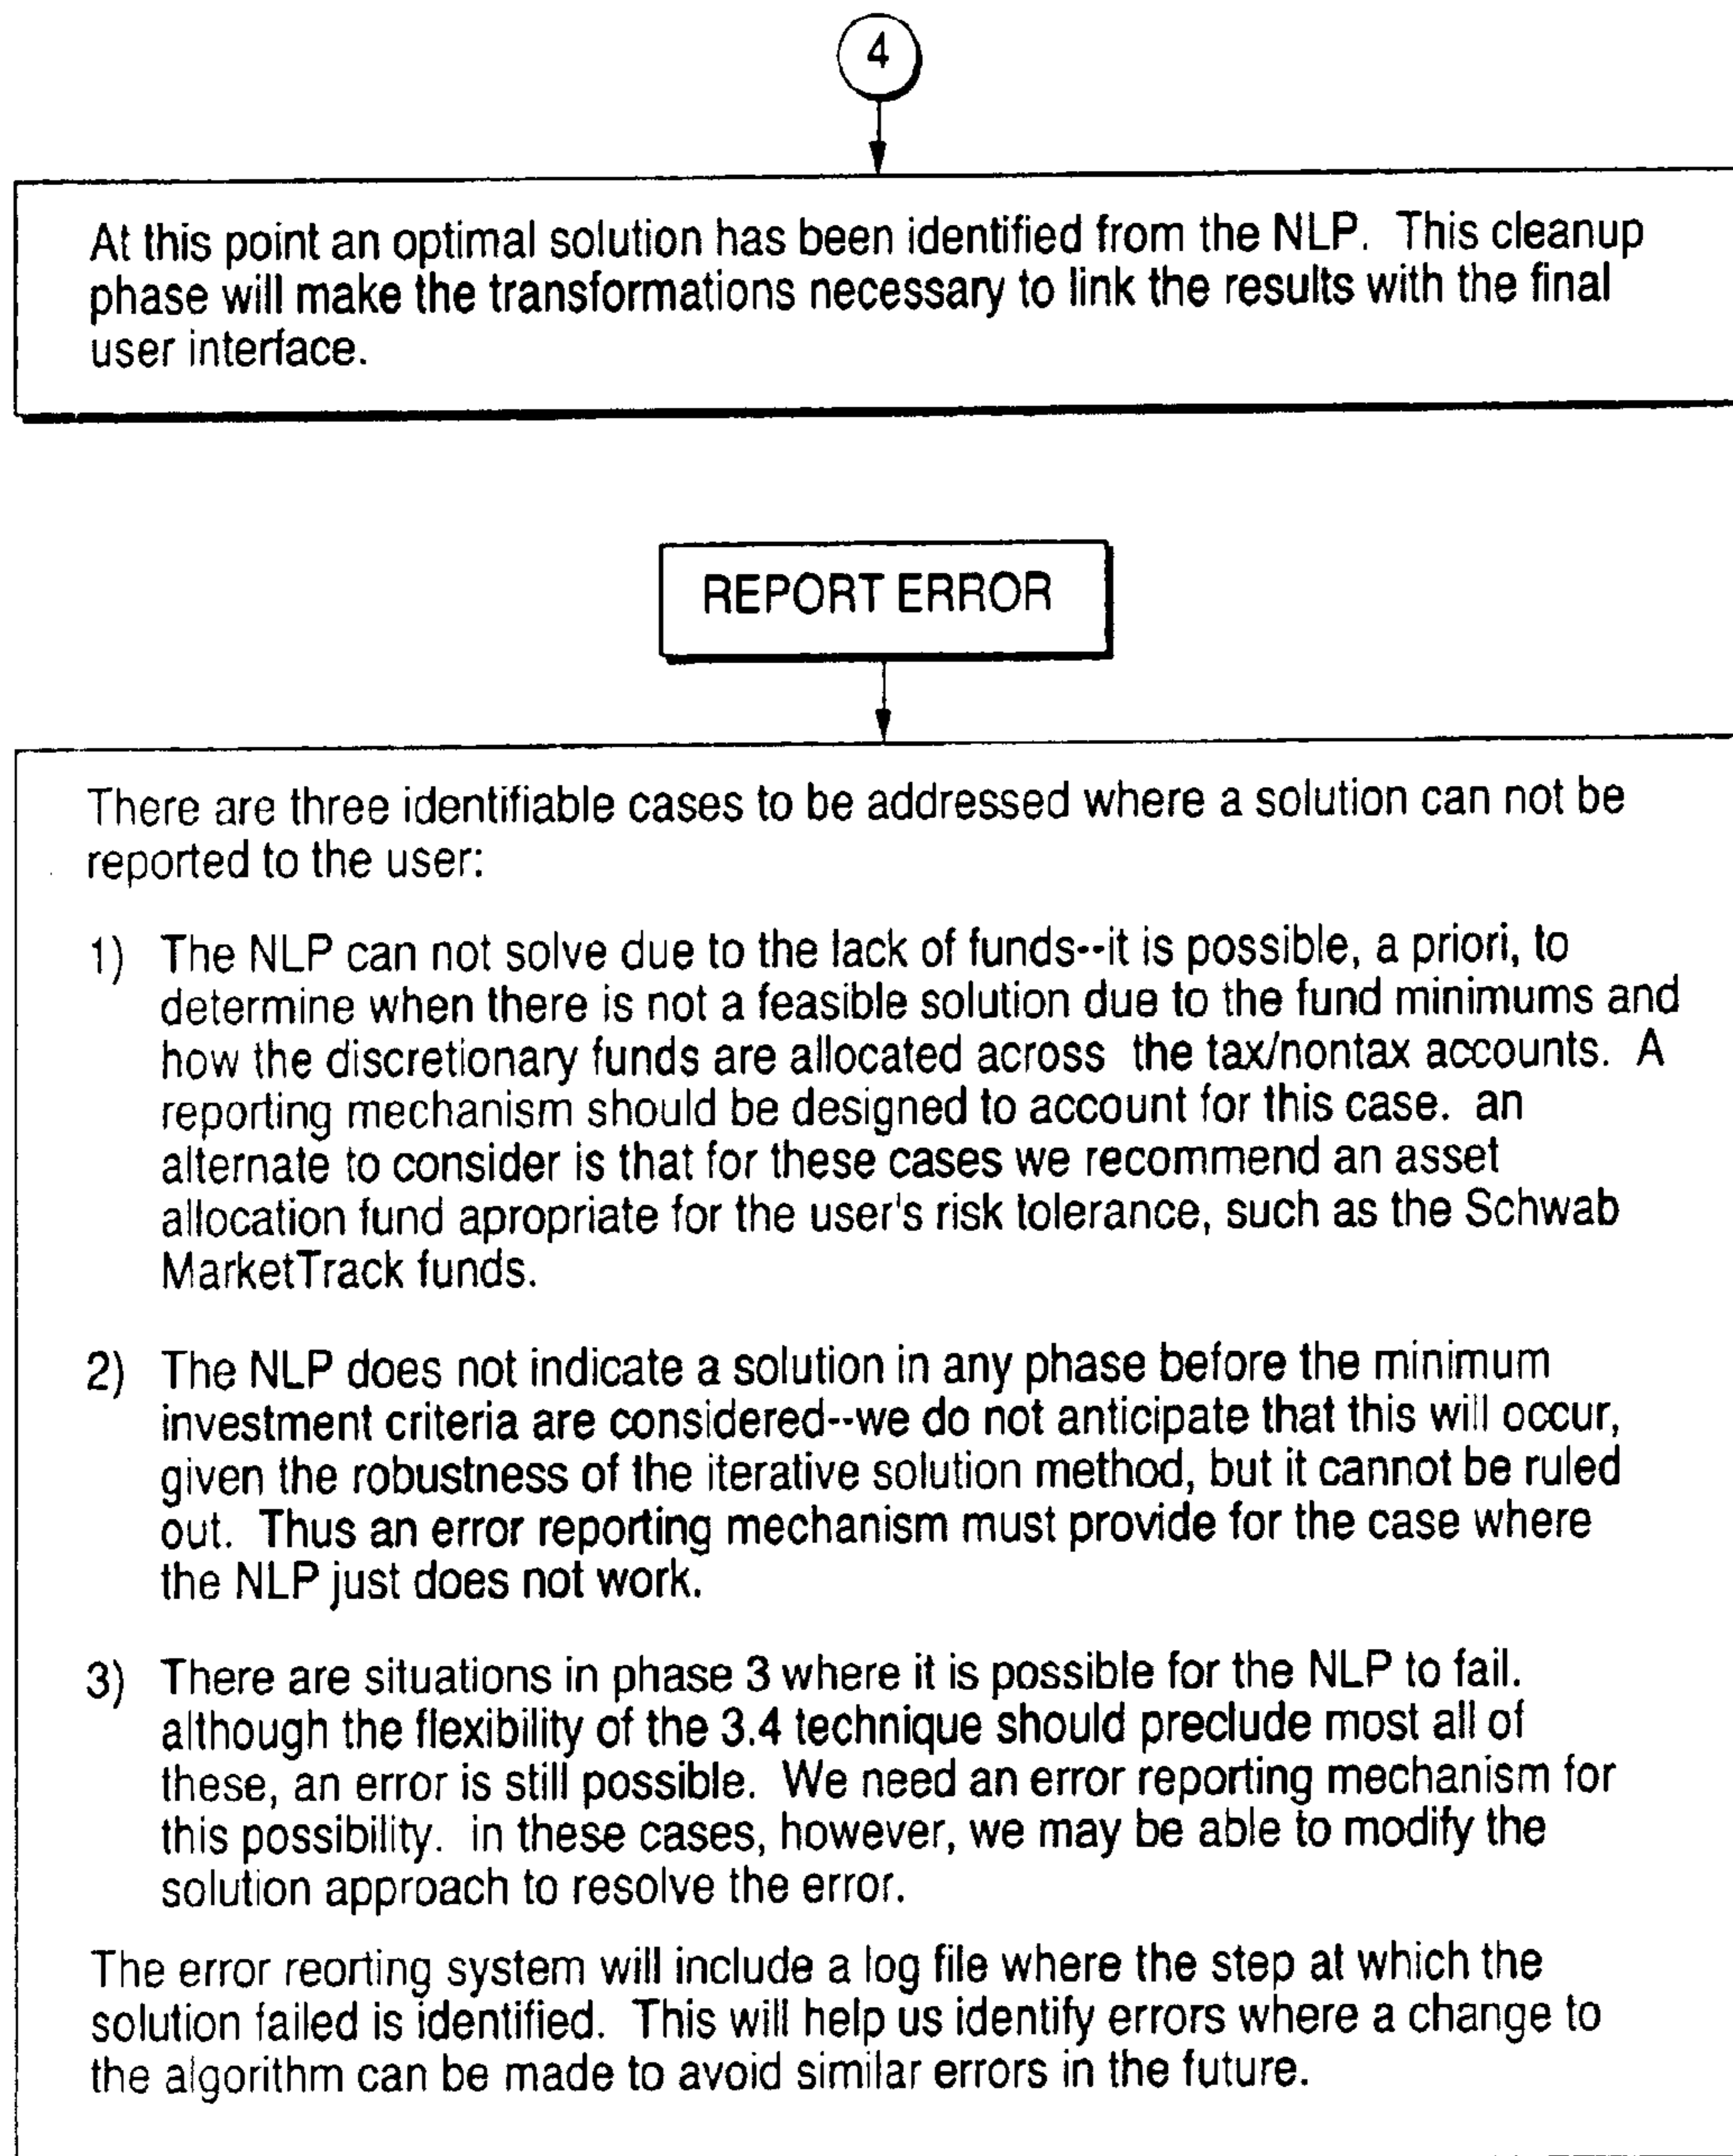 4
At this point an optimal solution has been identified from the NLP. This cleanup
phase will make the transformations necessary to link the results with the final
user interface.
REPORT ERROR
There are three identifiable cases to be addressed where a solution can not be
reported to the user:
1) The NLP can not solve due to the lack of funds--it is possible, a priori, to
determine when there is not a feasible solution due to the fund minimums and
how the discretionary funds are allocated across the tax/nontax accounts. A
reporting mechanism should be designed to account for this case. an
alternate to consider is that for these cases we recommend an asset
allocation fund apropriate for the user's risk tolerance, such as the Schwab
MarketTrack funds.
2) The NLP does not indicate a solution in any phase before the minimum
investment criteria are considered--we do not anticipate that this will occur,
given the robustness of the iterative solution method, but it cannot be ruled
out. Thus an error reporting mechanism must provide for the case where
the NLP just does not work.
3) There are situations in phase 3 where it is possible for the NLP to fail.
although the flexibility of the 3.4 technique should preclude most all of
these, an error is still possible. We need an error reporting mechanism for
this possibility. in these cases, however, we may be able to modify the
solution approach to resolve the error.
The error reorting system will include a log file where the step at which the
solution failed is identified. This will help us identify errors where a change to
the algorithm can be made to avoid similar errors in the future.